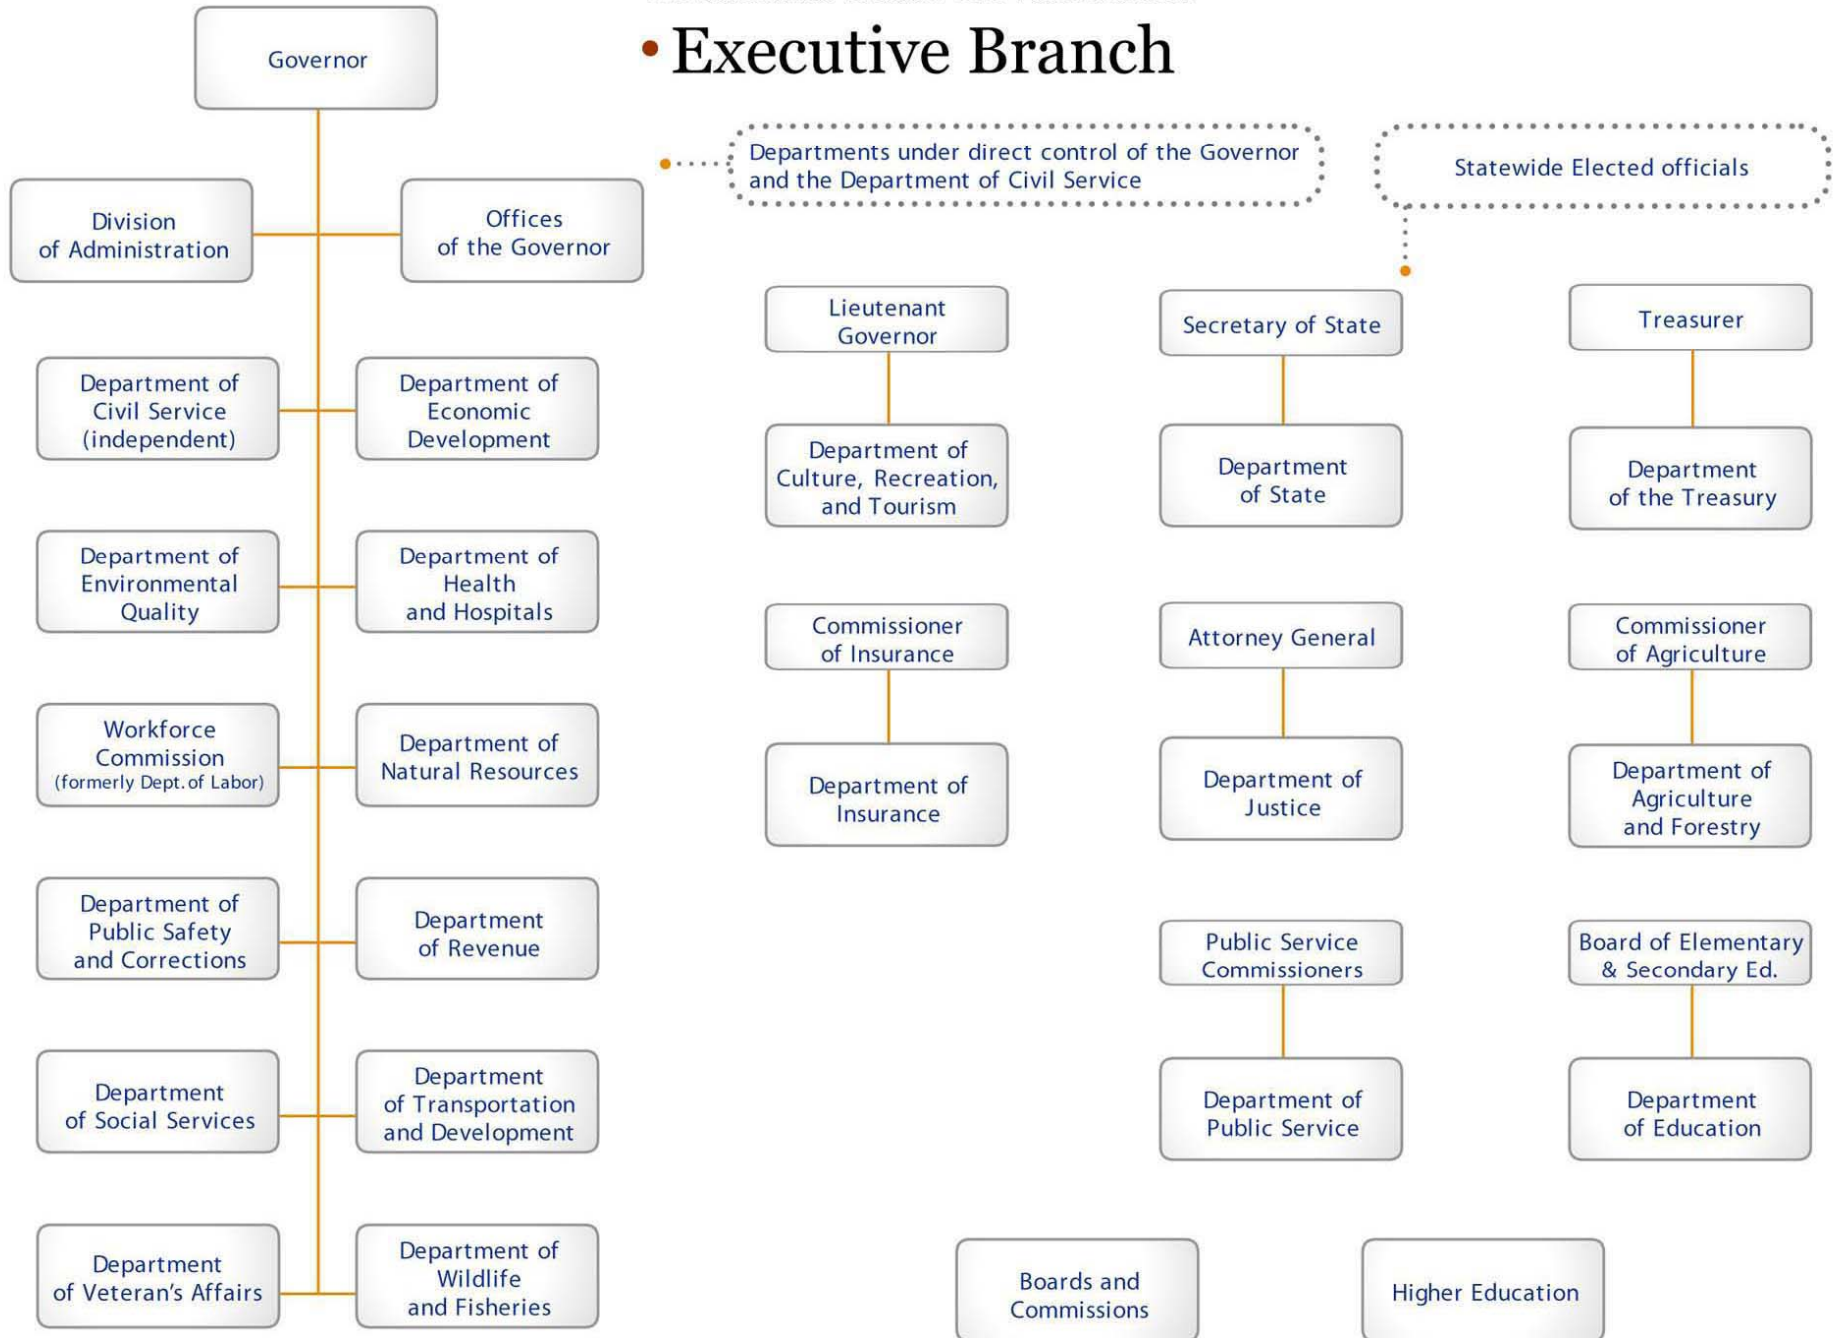 • Executive Branch
Governor
Departments under direct control of the Governor
and the Department of Civil Service
Statewide Elected officials
Division
of Administration
Offices
of the Governor
Department of
Civil Service
(independent)
Department of
Economic
Development
Department of
Environmental
Quality
Department of
Health
and Hospitals
Workforce
Commission
(formerly Dept. of Labor)
Department of
Natural Resources
Department of
Public Safety
and Corrections
Department
of Revenue
Department
of Social Services
Department
of Transportation
and Development
Department
of Veteran's Affairs
Department of
Wildlife
and Fisheries
Lieutenant
Governor
Department of
Culture, Recreation,
and Tourism
Secretary of State
Department
of State
Treasurer
Department
of the Treasury
Commissioner
of Insurance
Department of
Insurance
Attorney General
Department of
Justice
Commissioner
of Agriculture
Department of
Agriculture
and Forestry
Public Service
Commissioners
Department of
Public Service
Board of Elementary
& Secondary Ed.
Department
of Education
Boards and
Commissions
Higher Education